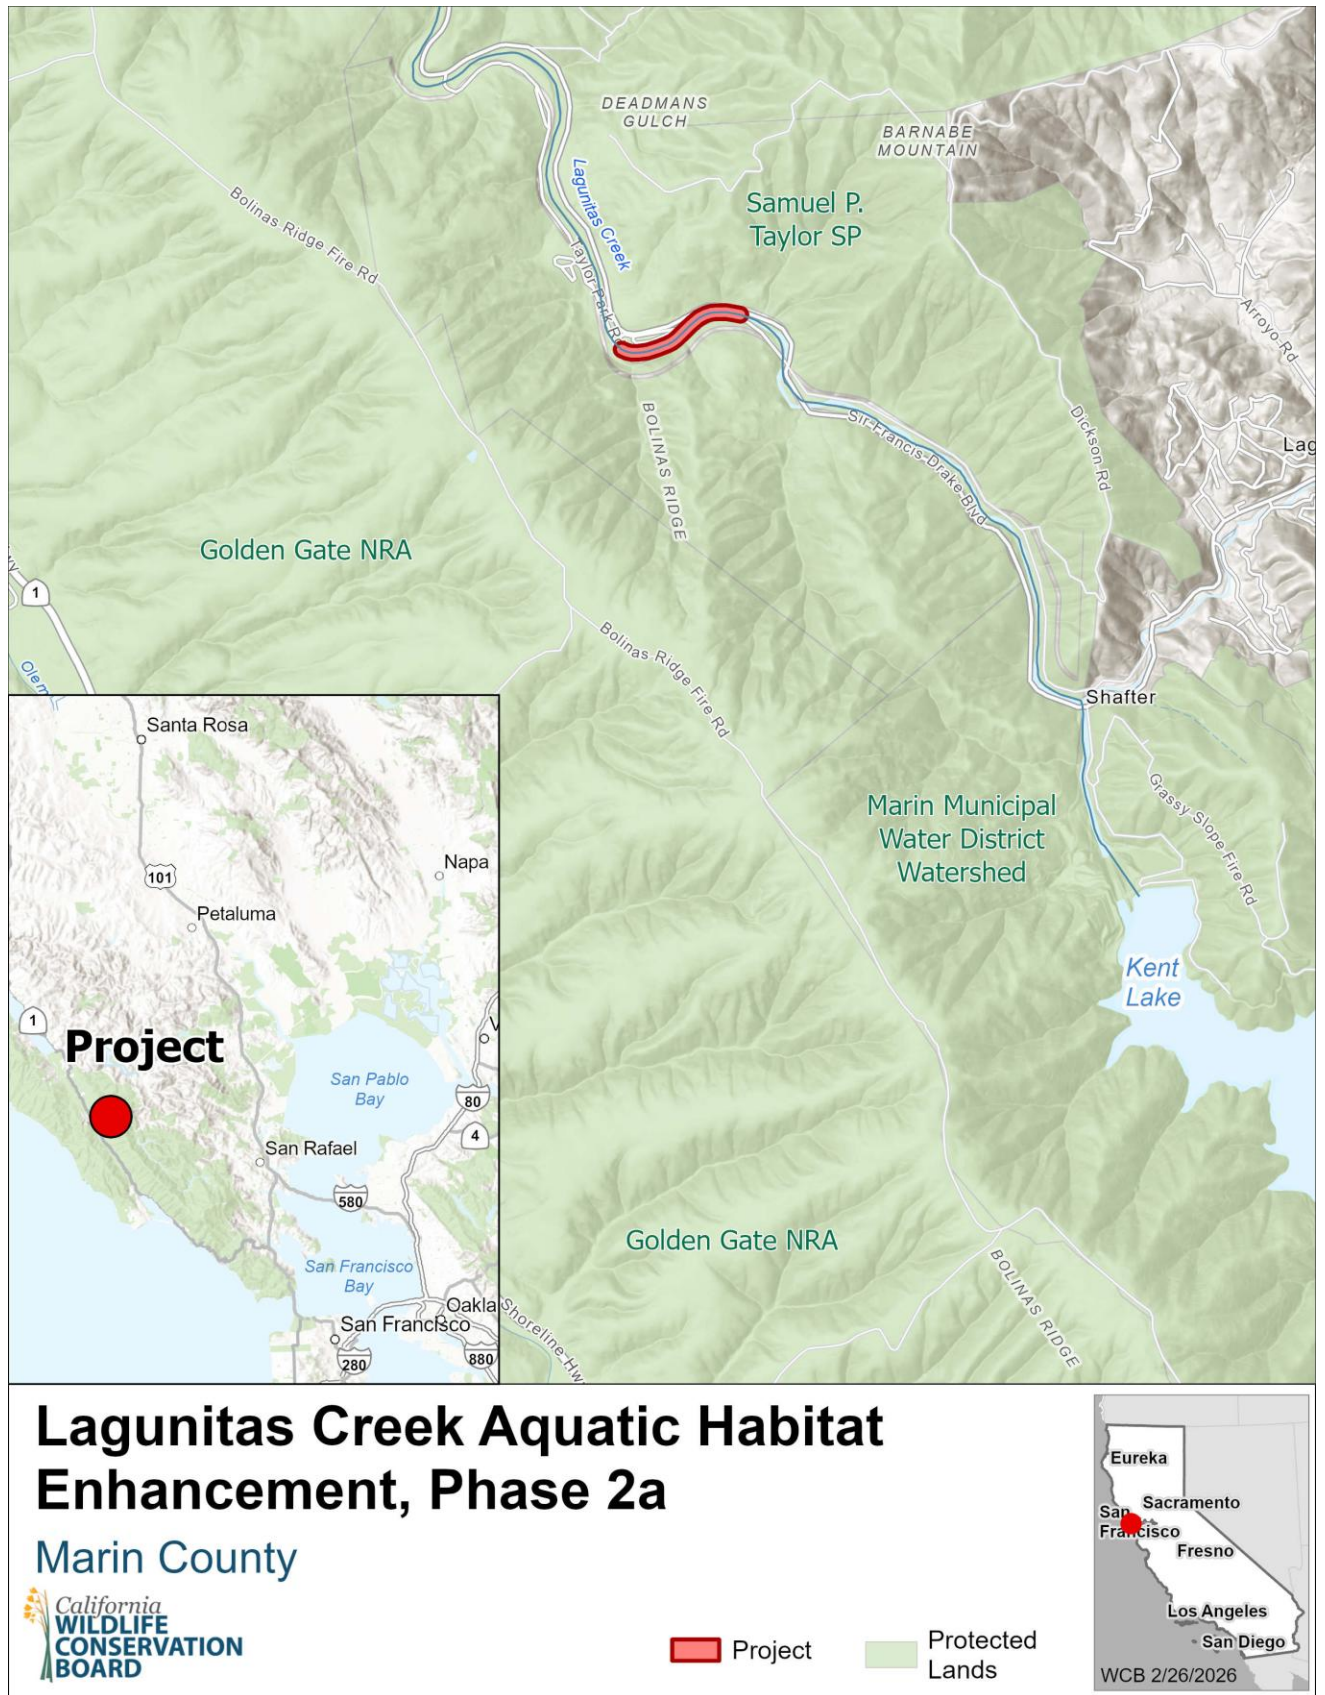 DEADMANS
GULCH
BARNABE
MOUNTAIN
Lagunitas Creek
Samuel P.
Taylor SP
Bolinas Ridge Fire Rd
Taylor Park R
Arroyo Rd
BOLINAS RIDGE
Sir Francis Drake Blvd
Dickson Rd
Lag
Golden Gate NRA
1
Olem
Bolinas Ridge Fire Rd
Shafter
Grassy Slope Fire Rd
Marin Municipal
Water District
Watershed
Kent
Lake
Golden Gate NRA
BOLINAS RIDGE
Shoreline Hwy
Santa Rosa
Napa
101
Petaluma
1
Project
V
San Pablo
Bay
80
4
San Rafael
580
San Francisco
Bay
Oakla
San Francisco
280
880
Lagunitas Creek Aquatic Habitat
Enhancement, Phase 2a
Marin County
California
WILDLIFE
CONSERVATION
BOARD
Project
Protected
Lands
Eureka
Sacramento
San
Francisco
Fresno
Los Angeles
San Diego
WCB 2/26/2026